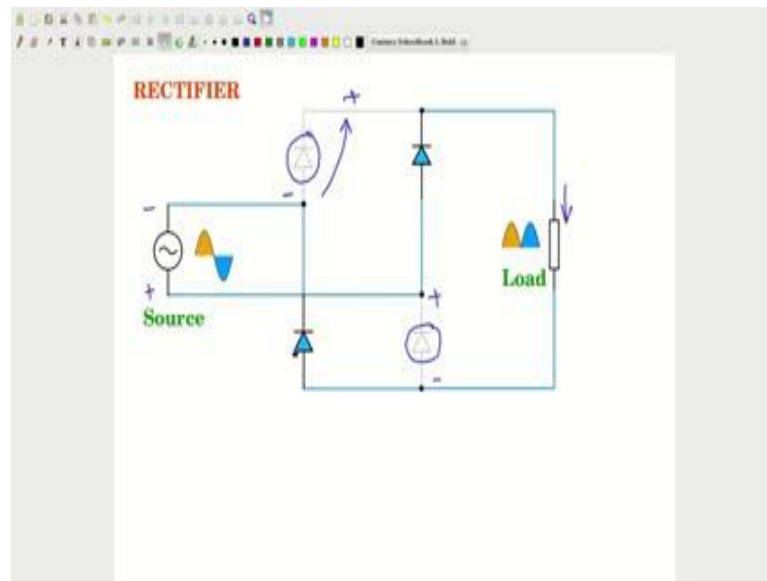 RECTIFIER
+
-
-
+
+
-
Load
Source